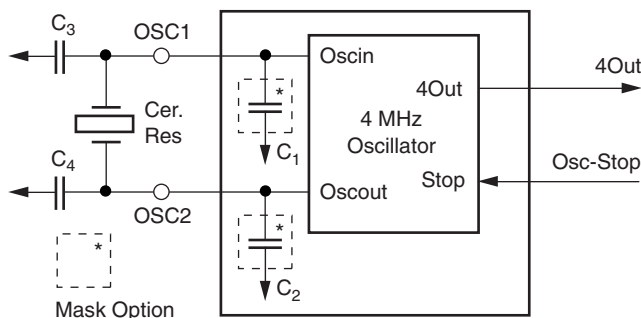 C3
OSC1
Oscin
4Out
4Out
*
Cer.
Res
4 MHz
Oscillator
C1
Osc-Stop
C4
Stop
Oscout
OSC2
*
*
C2
Mask Option